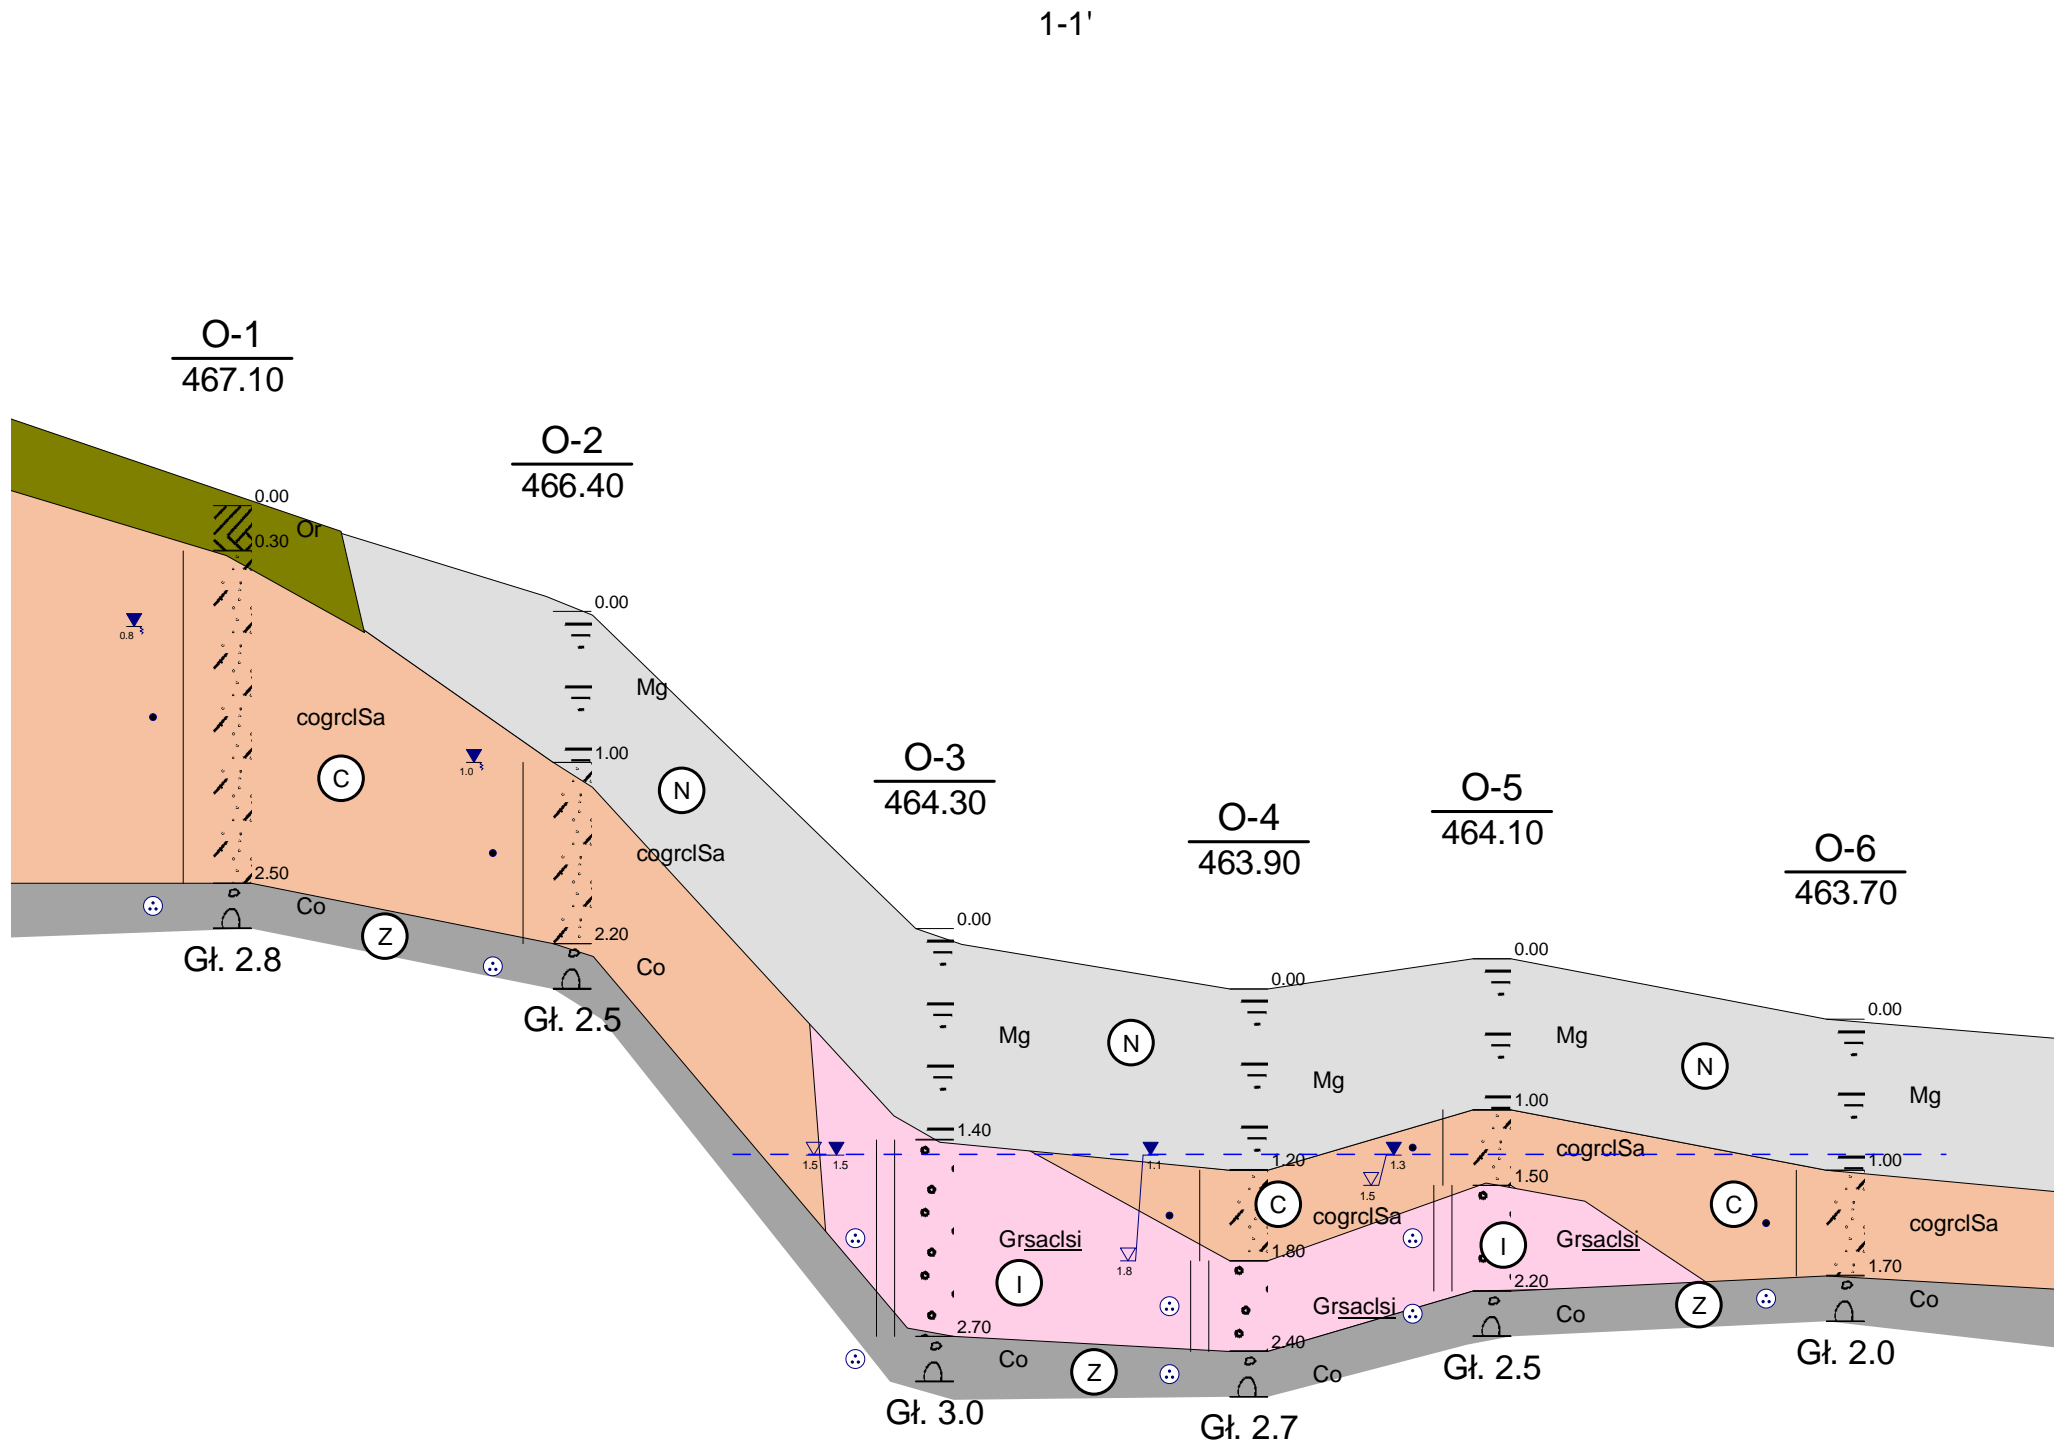 1-1'
O-1
467.10
O-2
466.40
O-3
464.30
O-4
463.90
O-5
464.10
O-6
463.70
0.00
Or
0.30
0.8
cogrclSa
C
2.50
Co
Z
Gł. 2.8
0.00
Mg
1.00
1.0
N
cogrclSa
2.20
Co
Gł. 2.5
0.00
Mg
N
1.40
1.5
1.5
Grsaclsi
I
2.70
Co
Z
Gł. 3.0
0.00
Mg
1.1
1.20
C
cogrclSa
1.80
1.8
Grsaclsi
2.40
Co
Gł. 2.7
0.00
Mg
N
1.00
cogrclSa
1.3
1.50
1.5
Grsaclsi
I
2.20
Co
Z
Gł. 2.5
0.00
Mg
1.00
C
cogrclSa
1.70
Co
Gł. 2.0